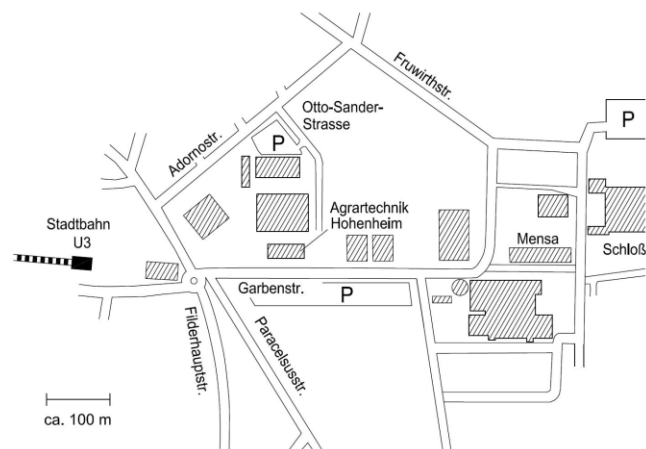 Fruwirthstr.
Otto-Sander-
Strasse
P
P
Adornostr.
Agrartechnik
Hohenheim
Stadtbahn
U3
Mensa
Schloß
Garbenstr.
P
Filderhauptstr.
Paracelsusstr.
ca. 100 m